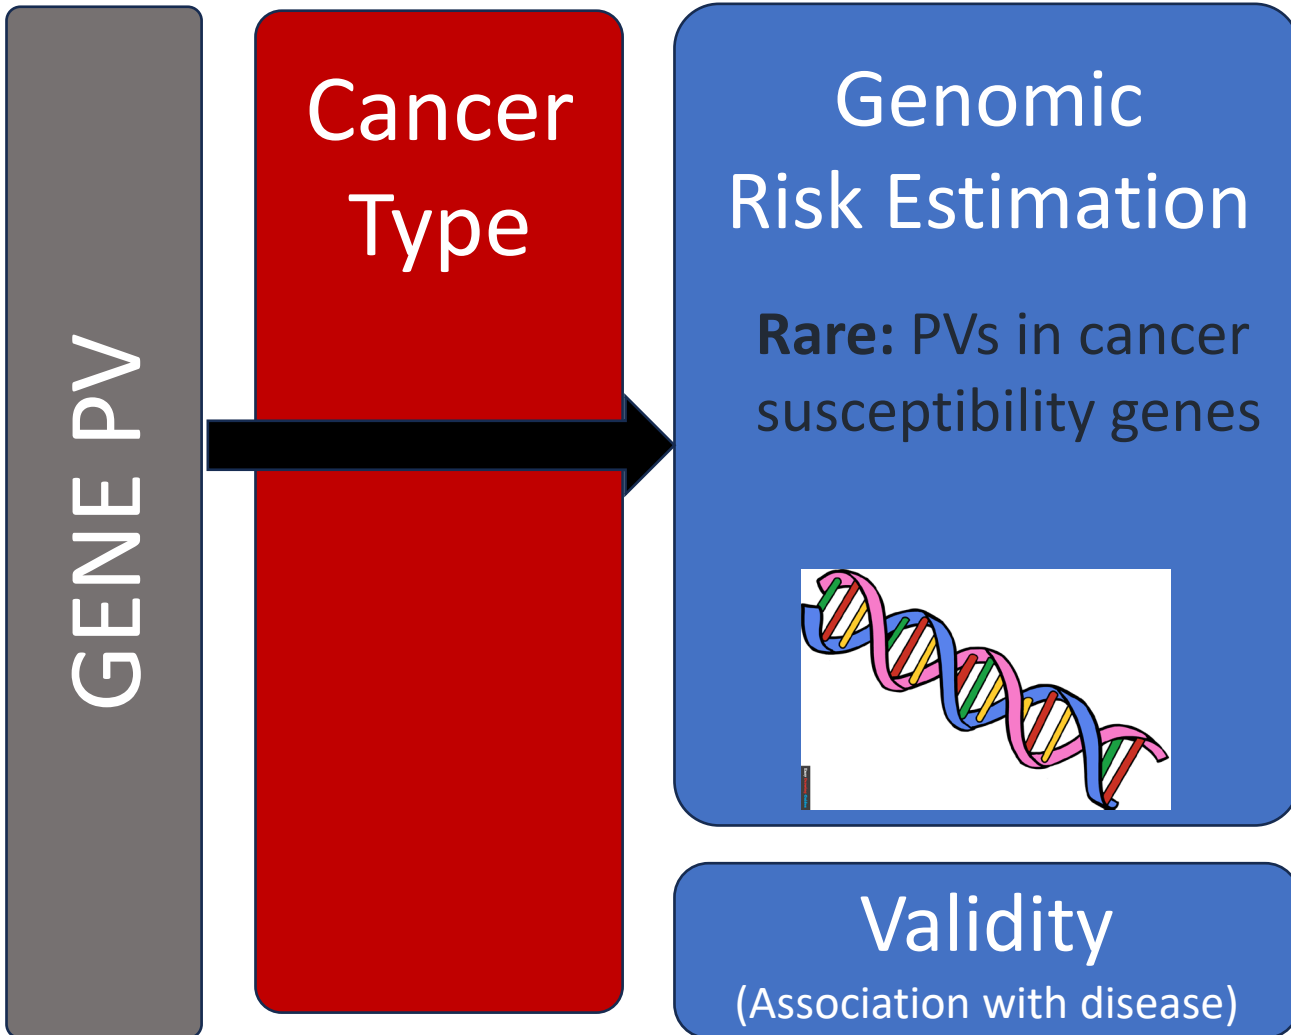 GENE PV
Cancer
Type
Genomic
Risk Estimation
Rare: PVs in cancer
susceptibility genes
Validity
(Association with disease)